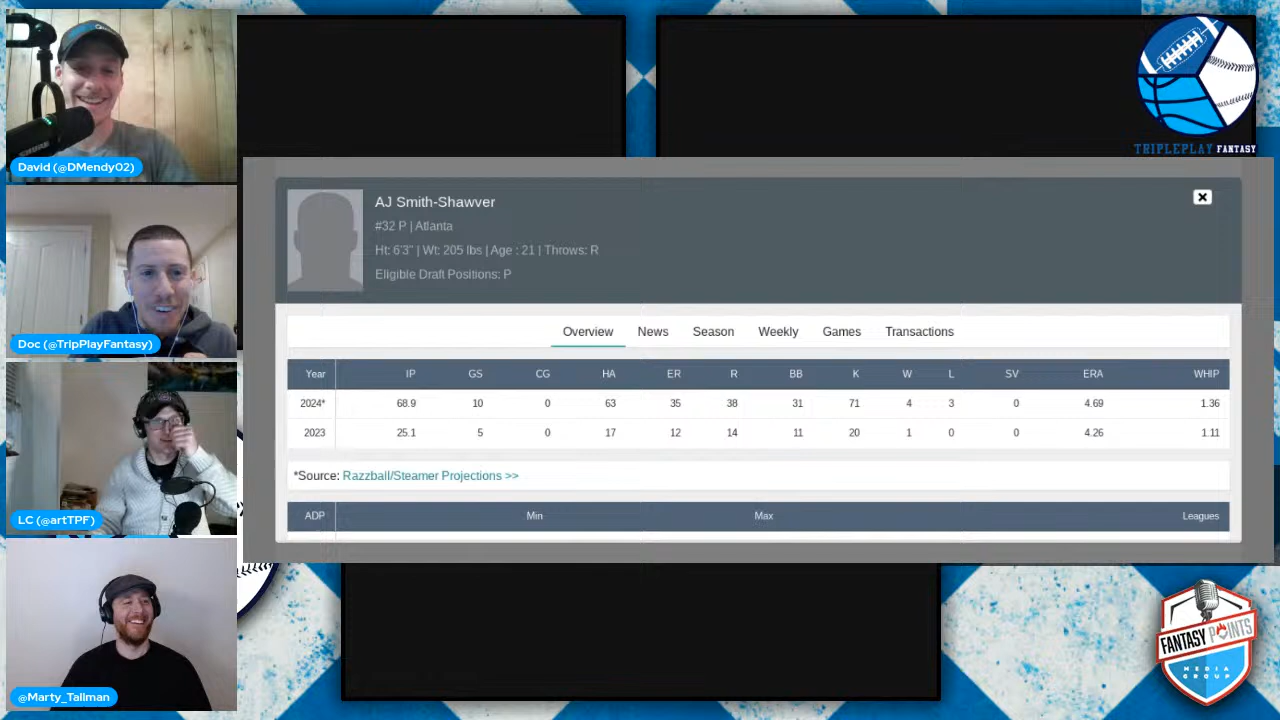 David (@DMendy02)
Doc (@TripPlayFantasy)
LC (@artTPF)
@Marty_Tallman
TRIPLEPLAY FANTASY
AJ Smith-Shawver
#32 P | Atlanta
Ht: 6'3" | Wt: 205 lbs | Age : 21 | Throws: R
Eligible Draft Positions: P
Overview News Season Weekly Games Transactions
Year IP GS CG HA ER R BB K W L SV ERA WHIP
2024* 68.9 10 0 63 35 38 31 71 4 3 0 4.69 1.36
2023 25.1 5 0 17 12 14 11 20 1 0 0 4.26 1.11
*Source: Razzball/Steamer Projections >>
ADP Min Max Leagues
FANTASY POINTS
MEDIA
GROUP